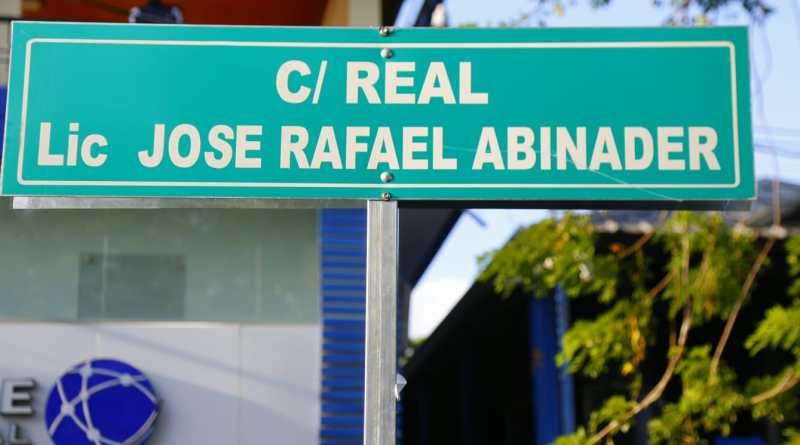 C/ REAL
Lic JOSE RAFAEL ABINADER
E
L